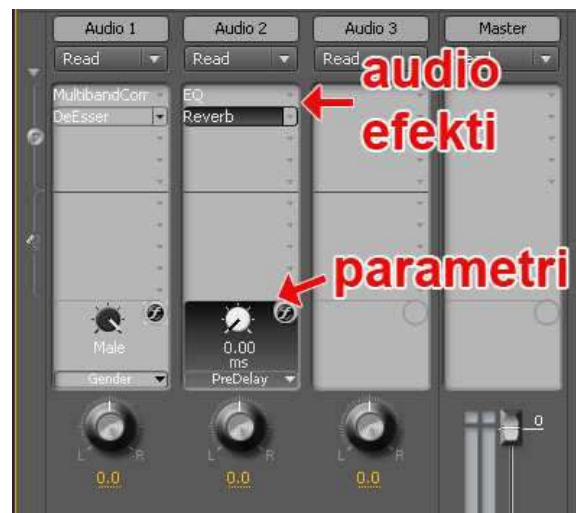 Audio 1 Audio 2 Audio 3 Master
Read Read Read
audio
efekti
MultibandCom EQ
DeEsser Reverb
parametri
Male 0.00
ms
Gender PreDelay
L R L R L R 0
0.0 0.0 0.0